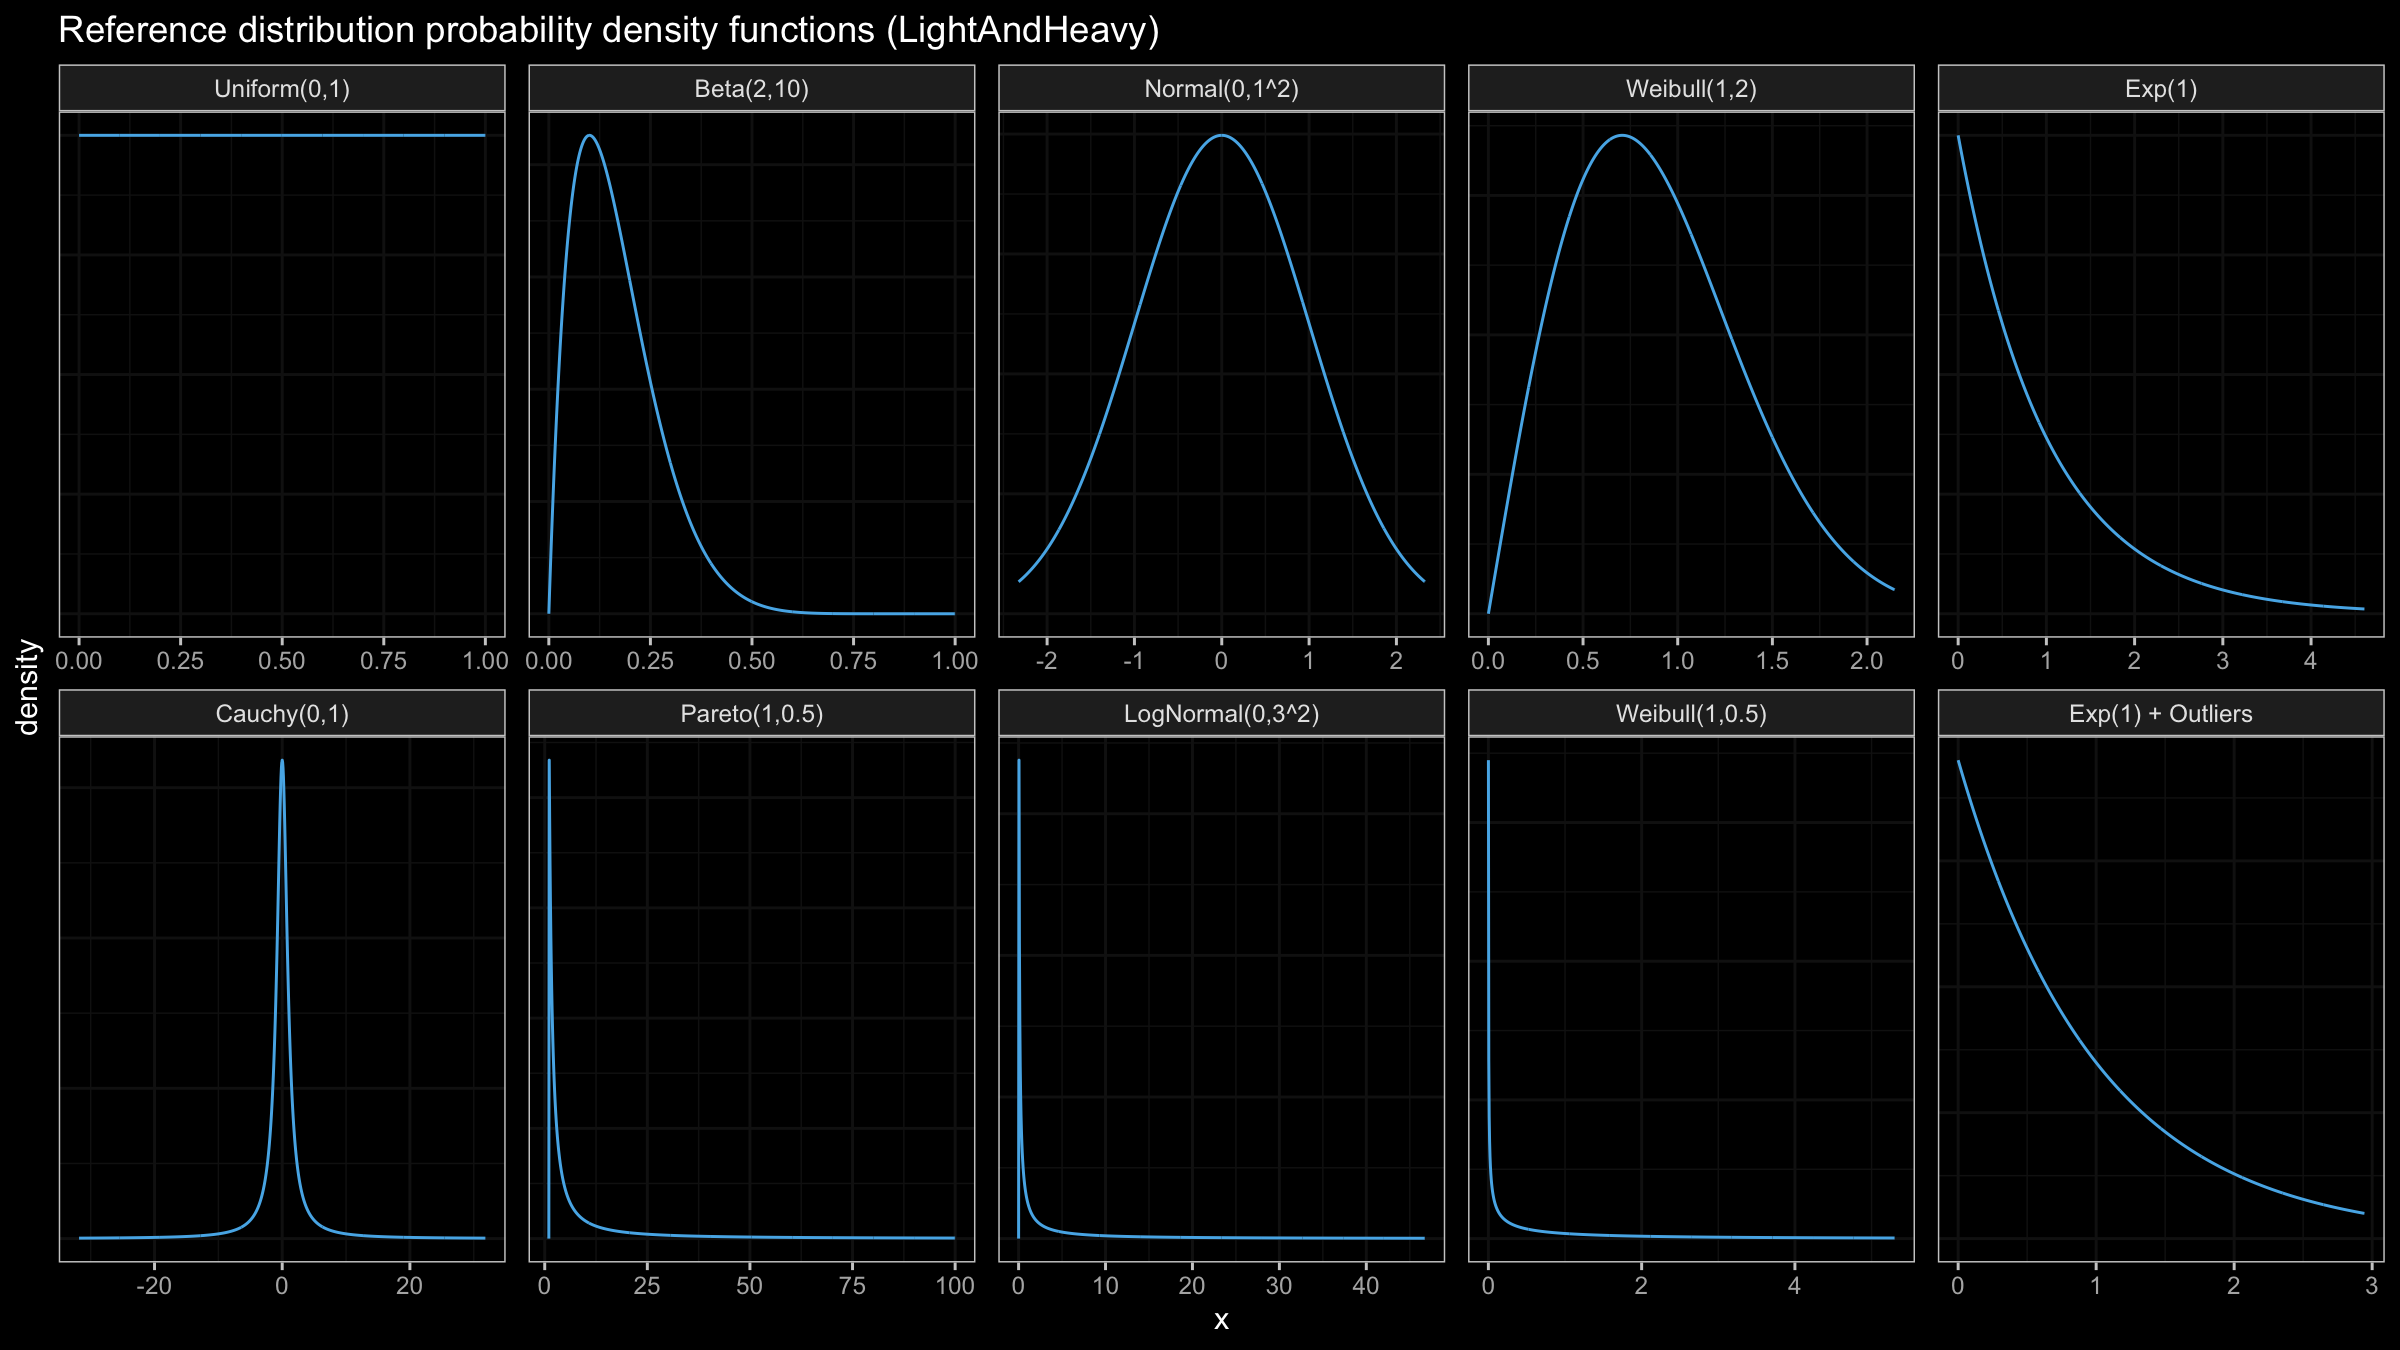 Reference distribution probability density functions (LightAndHeavy)
Uniform(0,1)
Beta(2,10)
Normal(0,1^2)
Weibull(1,2)
Exp(1)
0.00 0.25 0.50 0.75 1.00
0.00 0.25 0.50 0.75 1.00
-2 -1 0 1 2
0.0 0.5 1.0 1.5 2.0
0 1 2 3 4
density
Cauchy(0,1)
Pareto(1,0.5)
LogNormal(0,3^2)
Weibull(1,0.5)
Exp(1) + Outliers
-20 0 20
0 25 50 75 100
0 10 20 30 40
0 2 4
0 1 2 3
x